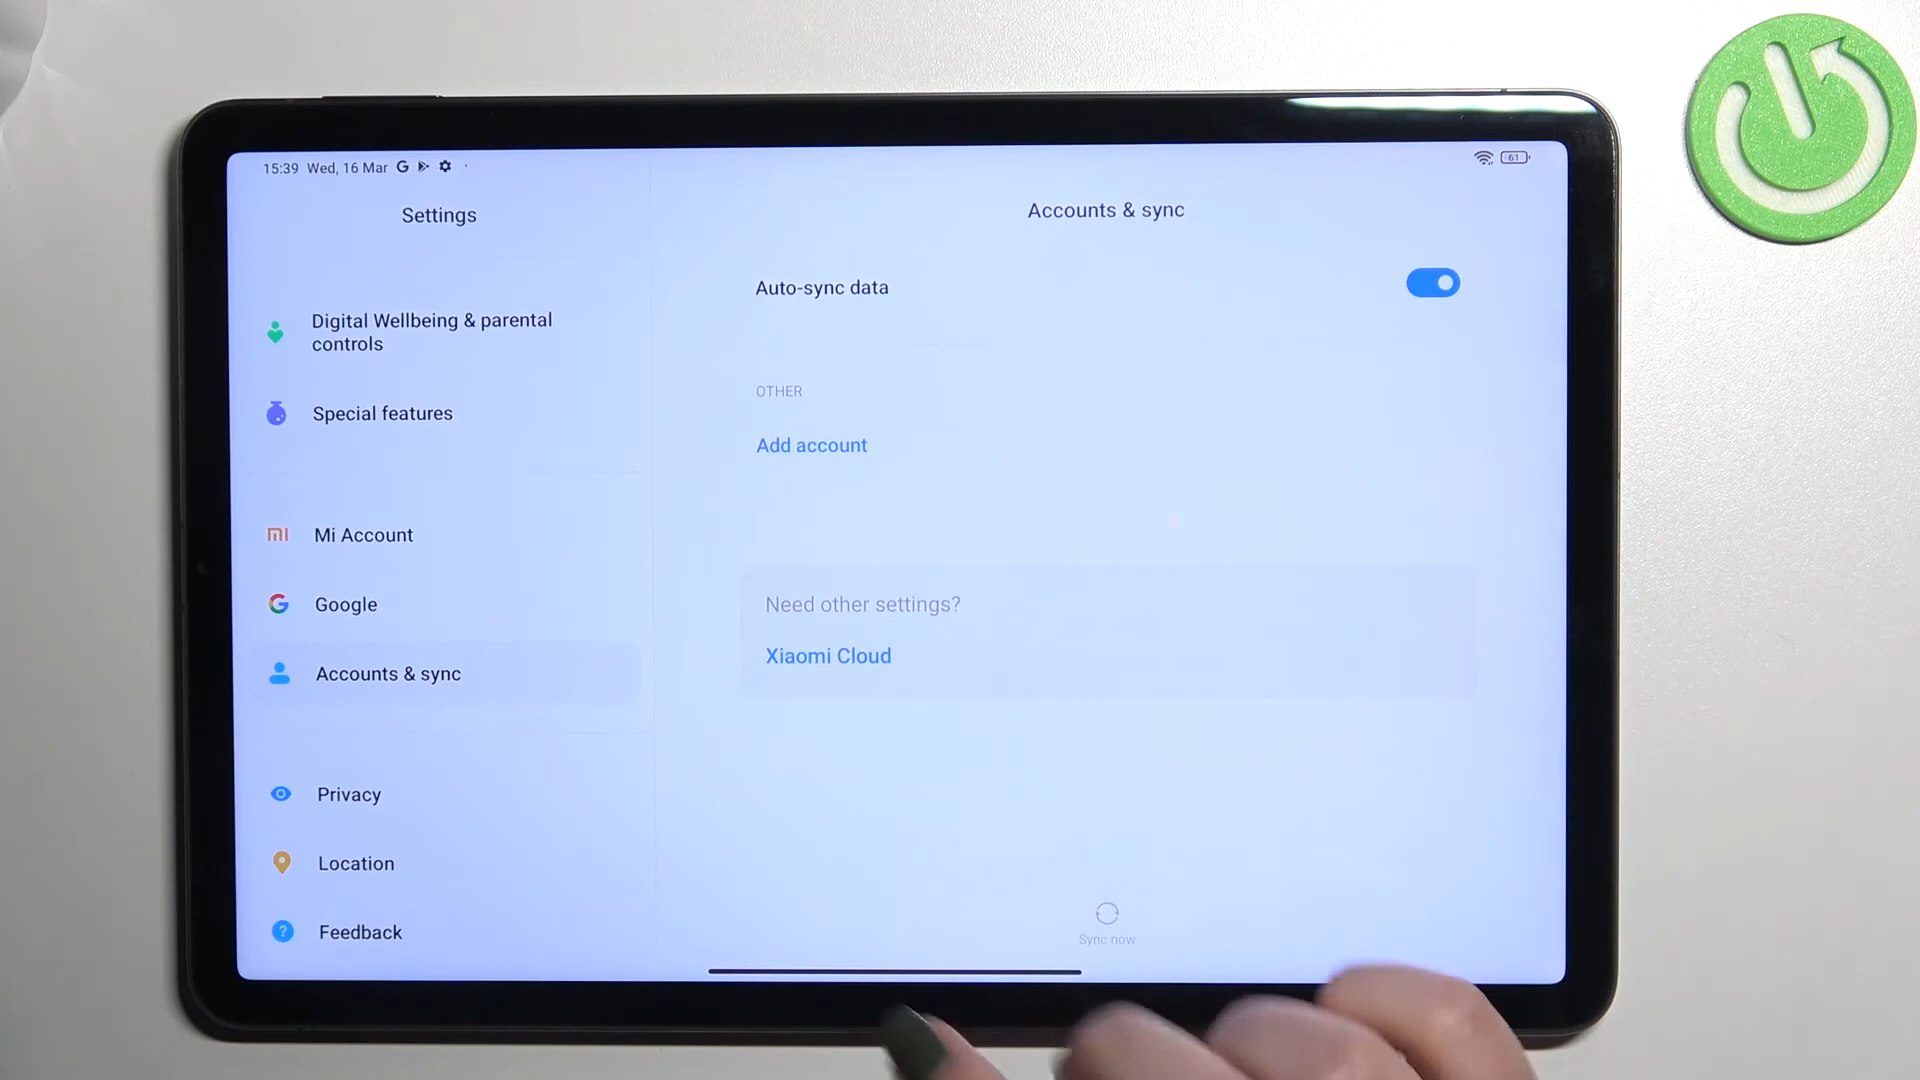 15:39 Wed, 16 Mar
61
Settings
Digital Wellbeing & parental
controls
Special features
Mi Account
Google
Accounts & sync
Privacy
Location
Feedback
Accounts & sync
Auto-sync data
OTHER
Add account
Need other settings?
Xiaomi Cloud
Sync now